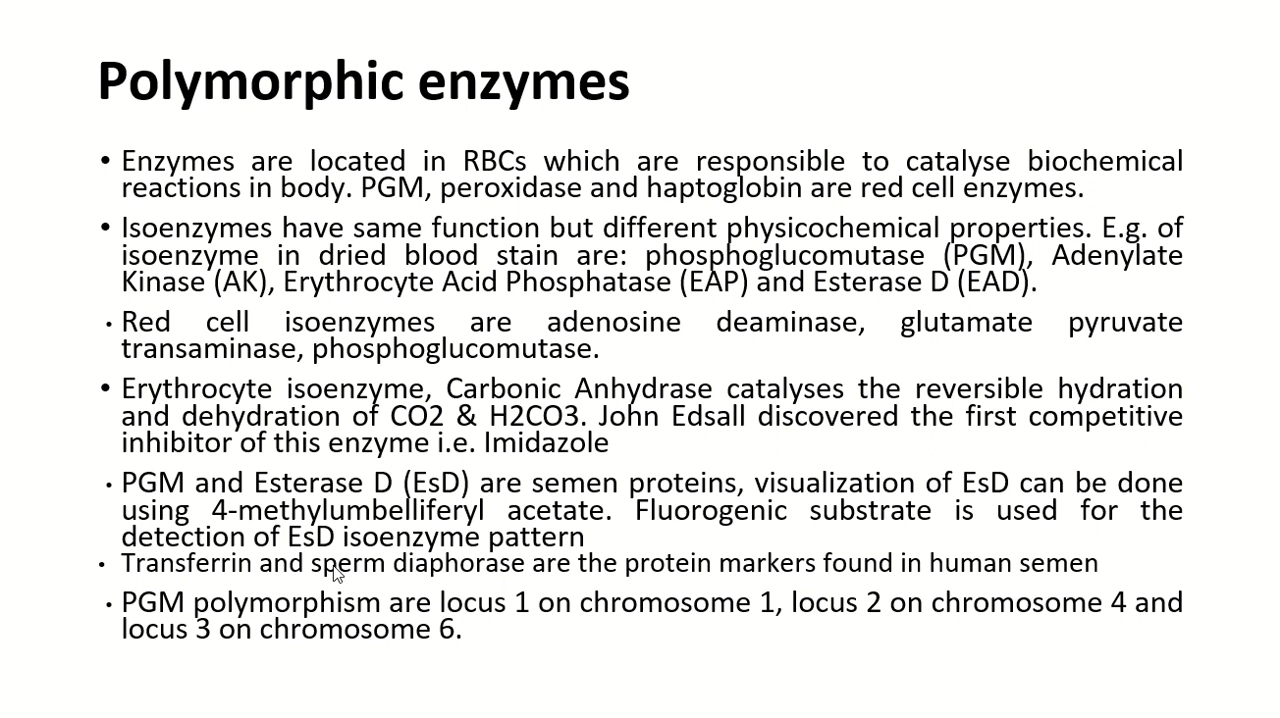 Polymorphic enzymes
• Enzymes are located in RBCs which are responsible to catalyse biochemical
reactions in body. PGM, peroxidase and haptoglobin are red cell enzymes.
• Isoenzymes have same function but different physicochemical properties. E.g. of
isoenzyme in dried blood stain are: phosphoglucomutase (PGM), Adenylate
Kinase (AK), Erythrocyte Acid Phosphatase (EAP) and Esterase D (EAD).
• Red cell isoenzymes are adenosine deaminase, glutamate pyruvate
transaminase, phosphoglucomutase.
• Erythrocyte isoenzyme, Carbonic Anhydrase catalyses the reversible hydration
and dehydration of CO2 & H2CO3. John Edsall discovered the first competitive
inhibitor of this enzyme i.e. Imidazole
• PGM and Esterase D (EsD) are semen proteins, visualization of EsD can be done
using 4-methylumbelliferyl acetate. Fluorogenic substrate is used for the
detection of EsD isoenzyme pattern
• Transferrin and sperm diaphorase are the protein markers found in human semen
• PGM polymorphism are locus 1 on chromosome 1, locus 2 on chromosome 4 and
locus 3 on chromosome 6.